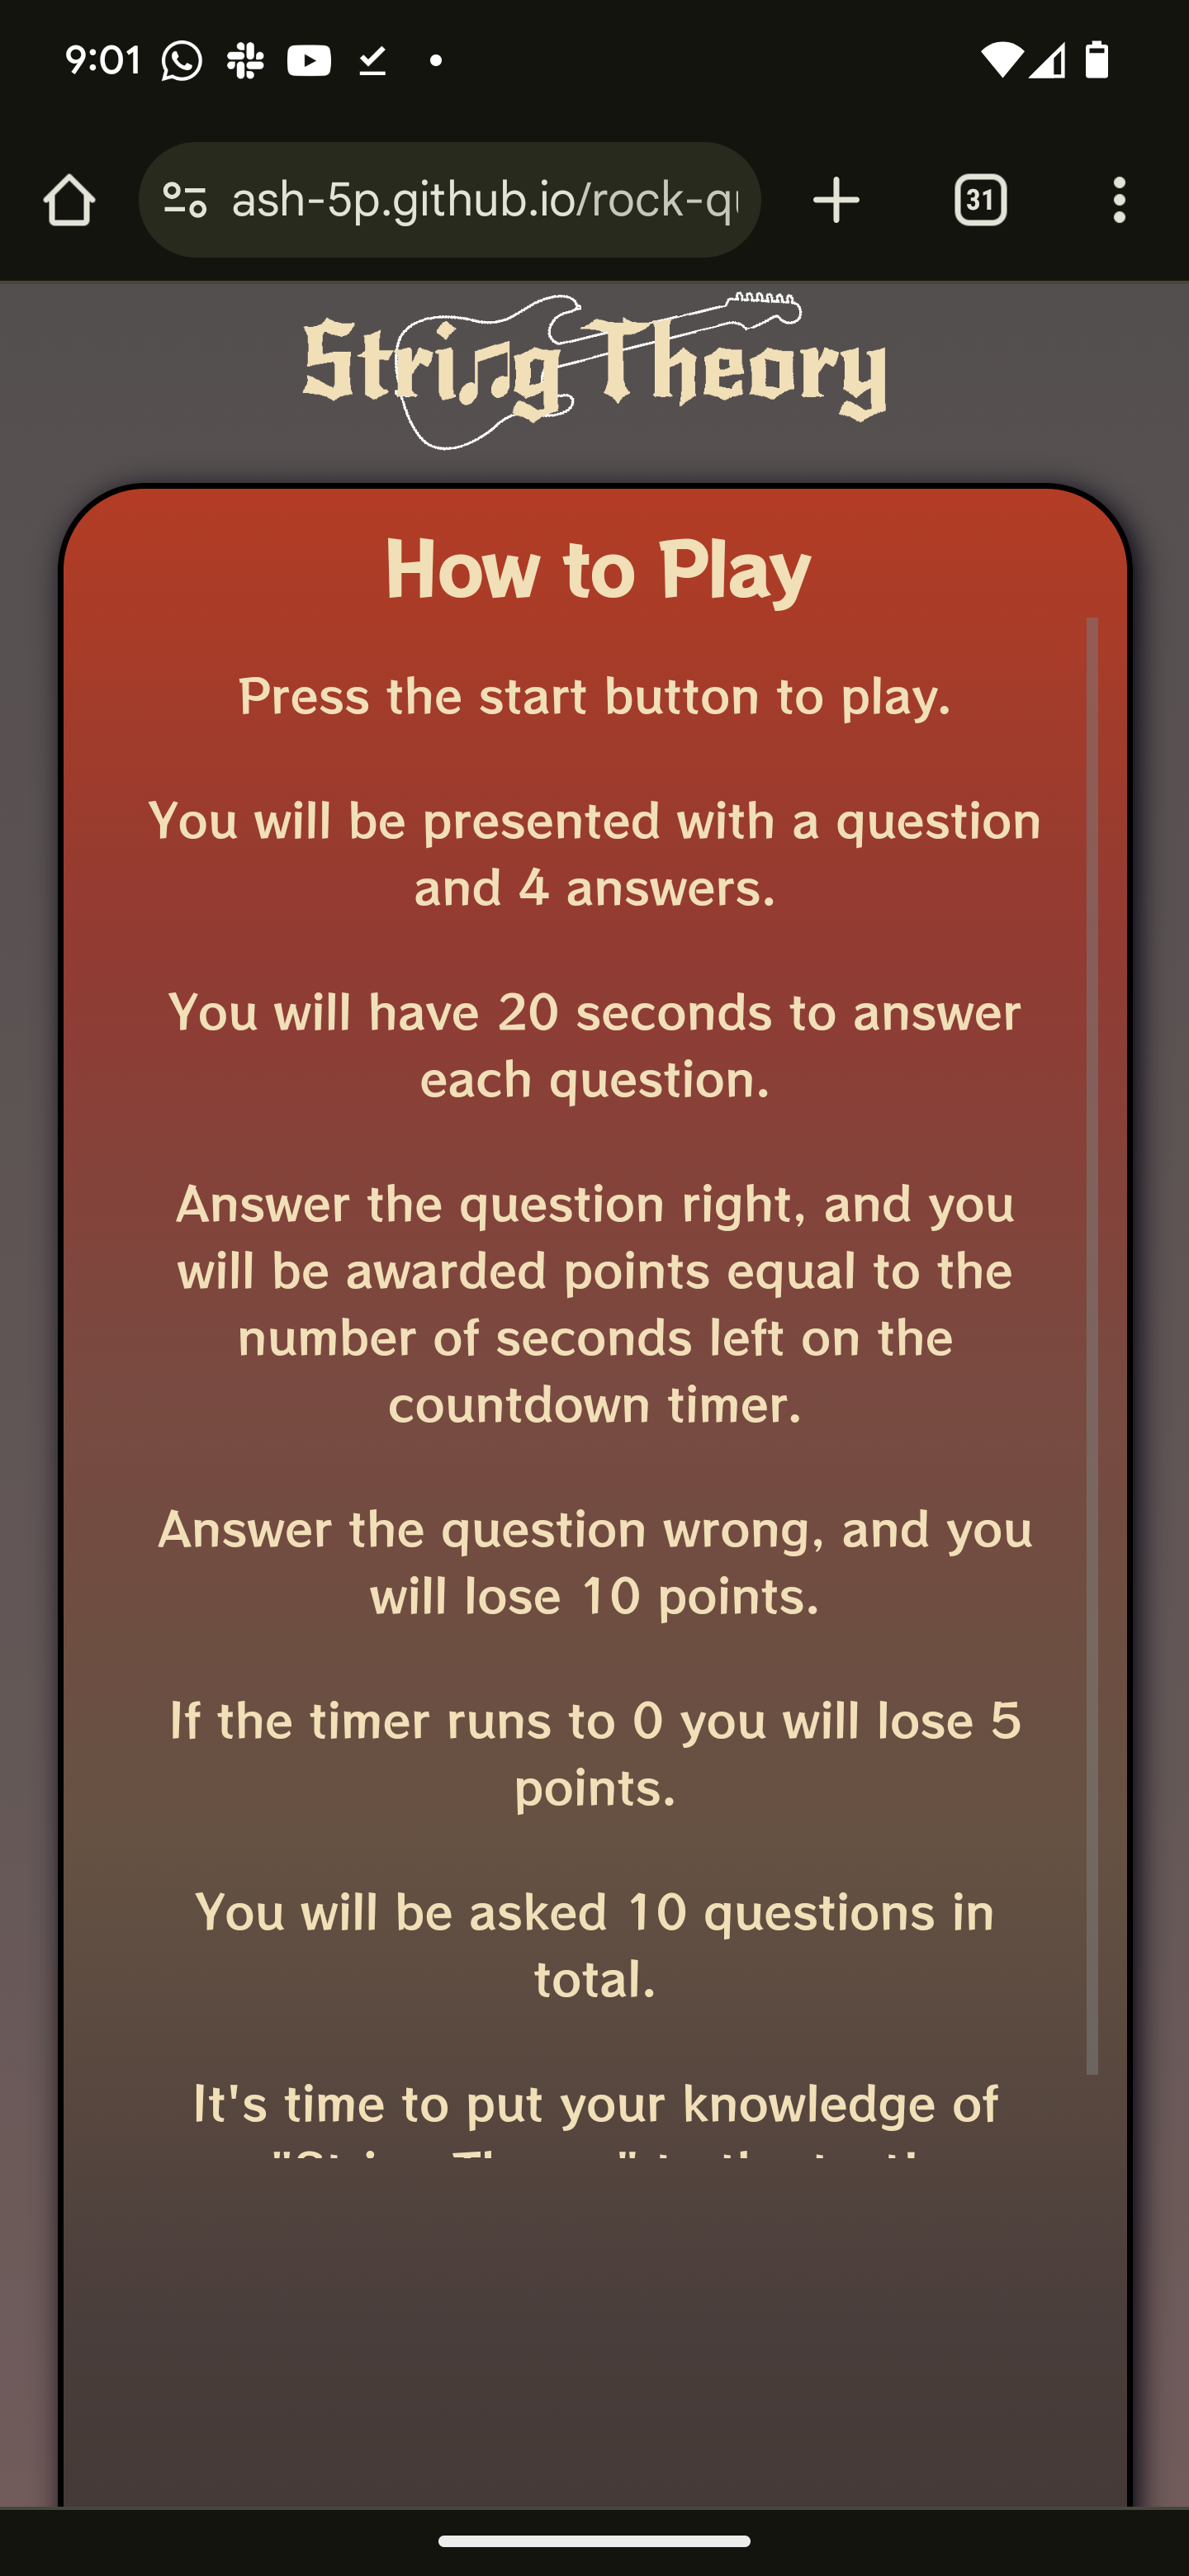 9:01
ash-5p.github.io/rock-q
31
String Theory
How to Play
Press the start button to play.
You will be presented with a question
and 4 answers.
You will have 20 seconds to answer
each question.
Answer the question right, and you
will be awarded points equal to the
number of seconds left on the
countdown timer.
Answer the question wrong, and you
will lose 10 points.
If the timer runs to 0 you will lose 5
points.
You will be asked 10 questions in
total.
It's time to put your knowledge of